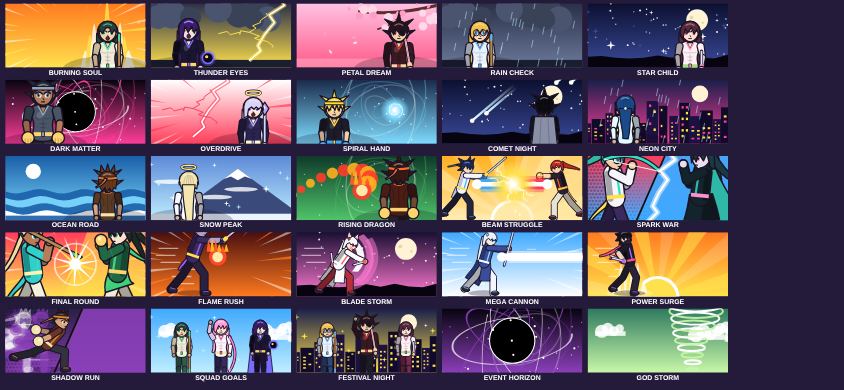 BURNING SOUL
THUNDER EYES
PETAL DREAM
RAIN CHECK
STAR CHILD
DARK MATTER
OVERDRIVE
SPIRAL HAND
COMET NIGHT
NEON CITY
OCEAN ROAD
SNOW PEAK
RISING DRAGON
BEAM STRUGGLE
SPARK WAR
FINAL ROUND
FLAME RUSH
BLADE STORM
MEGA CANNON
POWER SURGE
SHADOW RUN
SQUAD GOALS
FESTIVAL NIGHT
EVENT HORIZON
GOD STORM